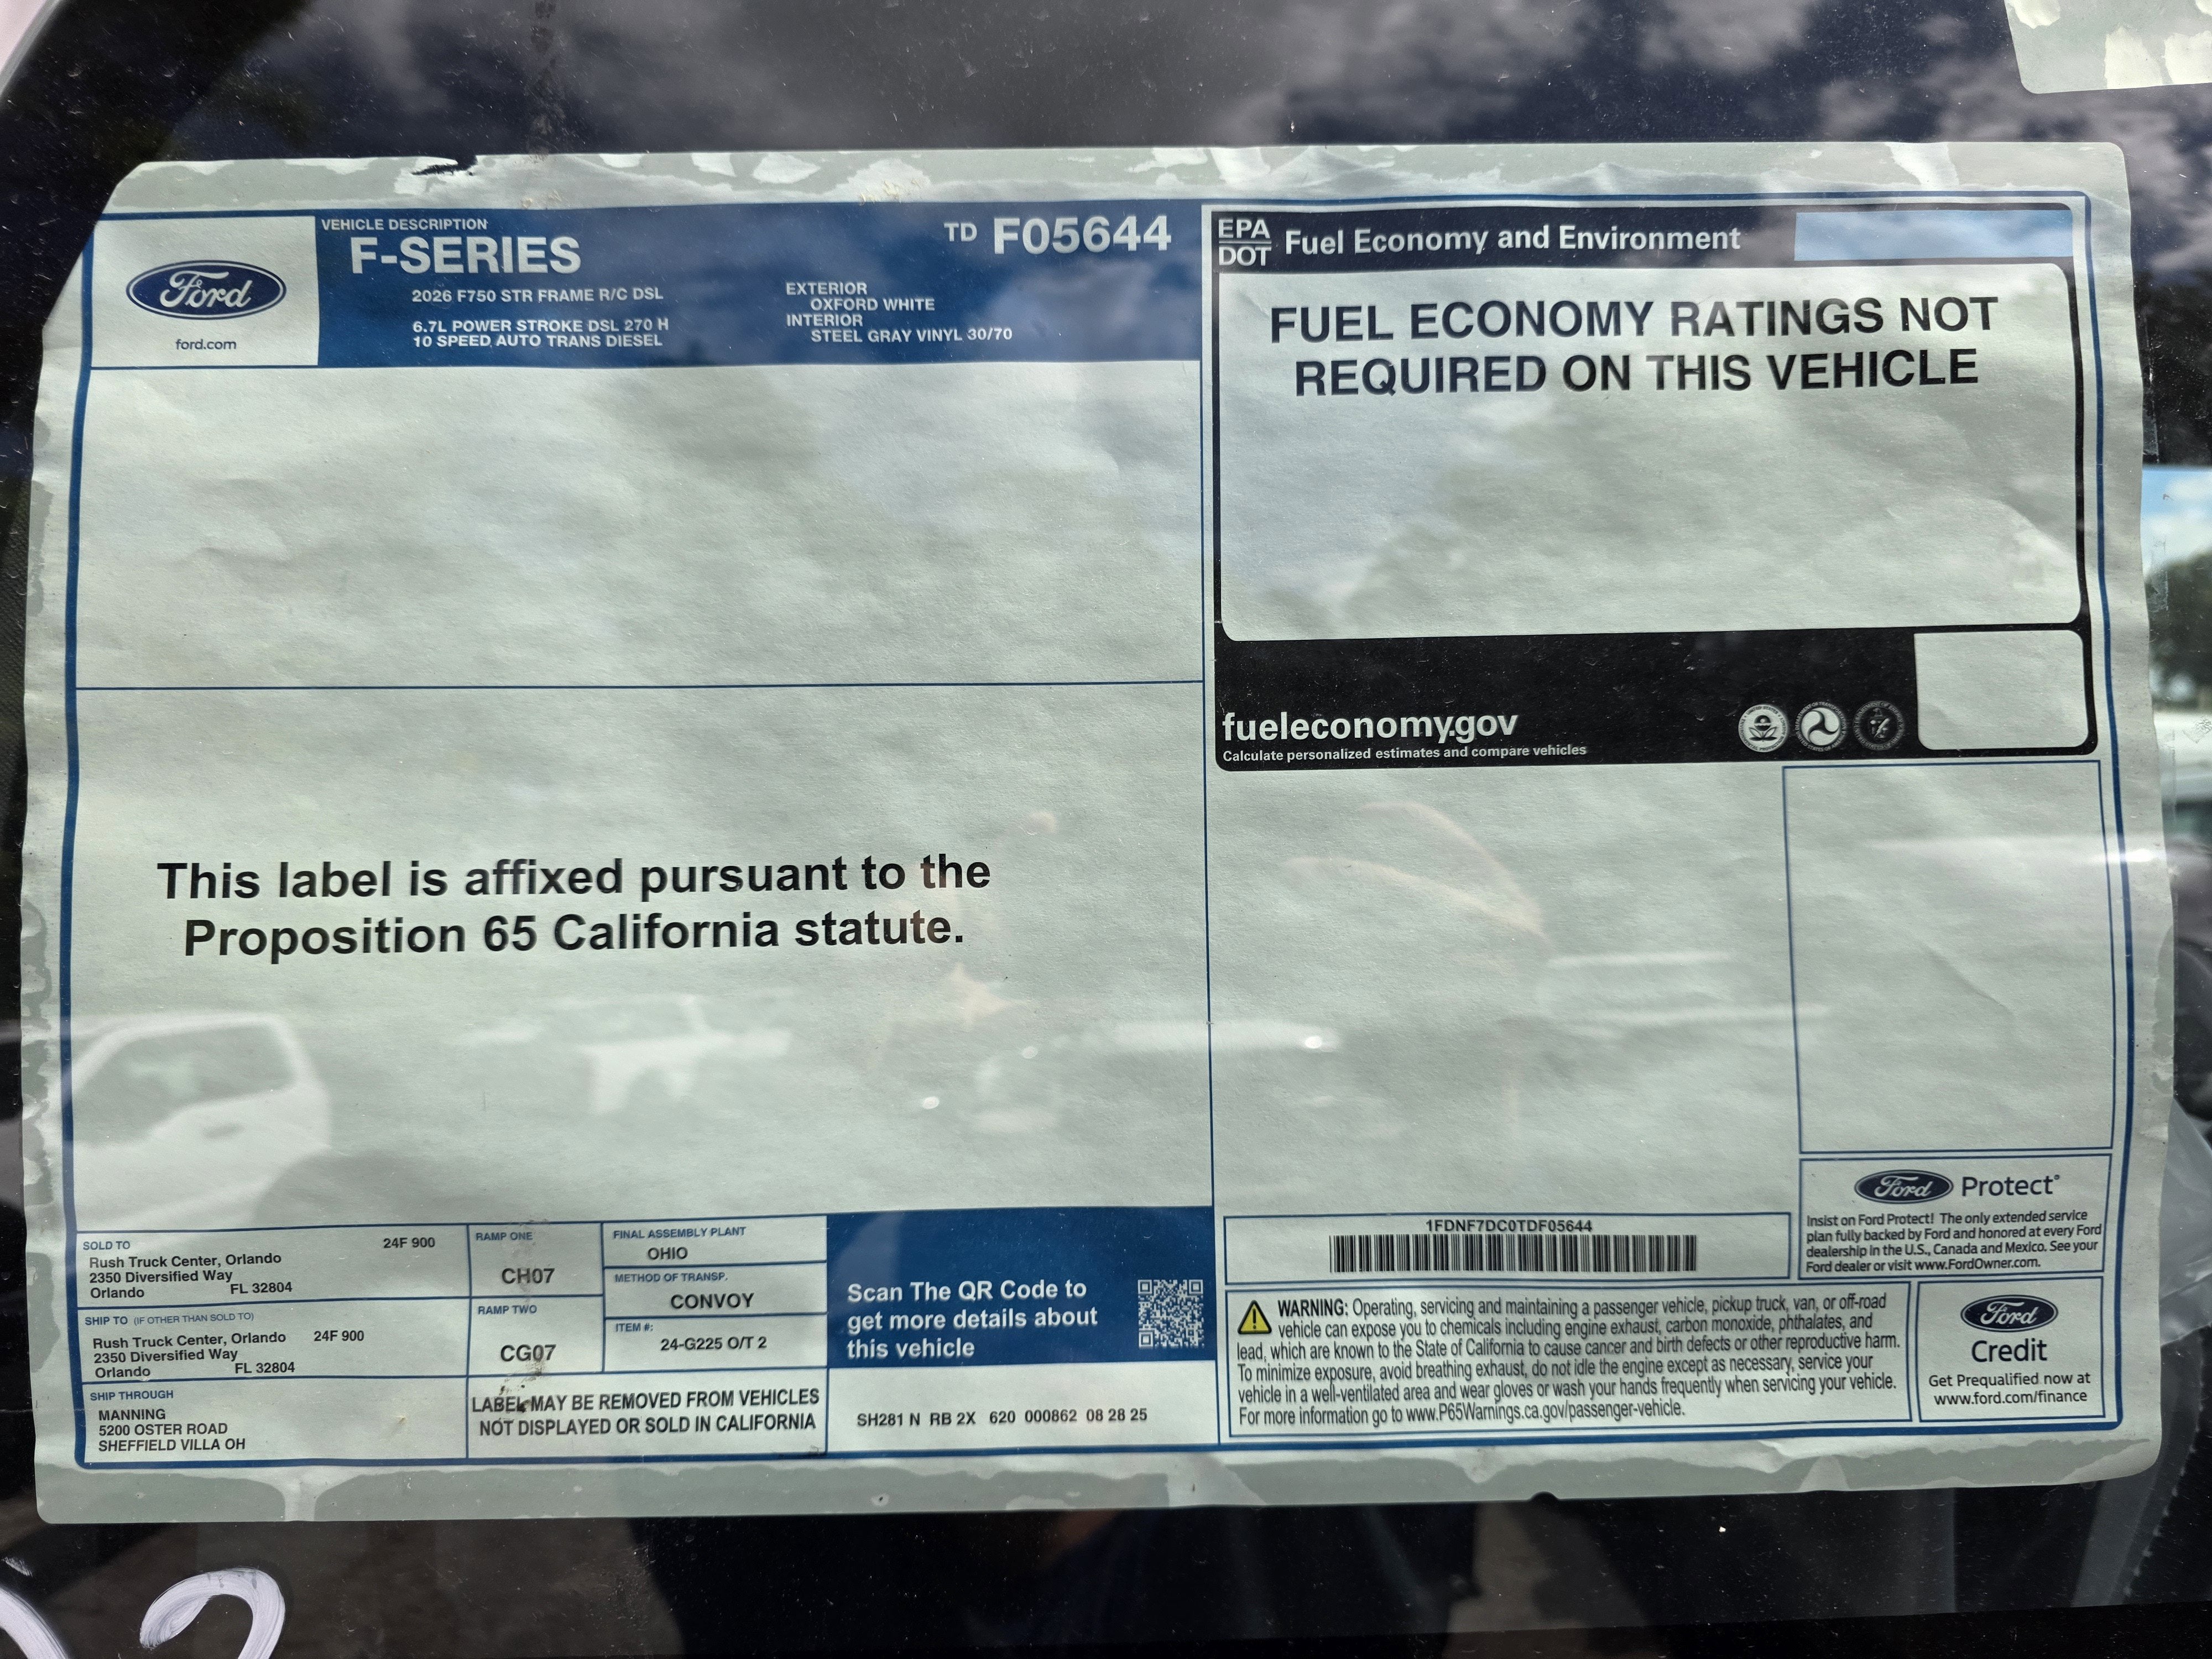 Ford
ford.com
VEHICLE DESCRIPTION
F-SERIES
2026 F750 STR FRAME R/C DSL
6.7L POWER STROKE DSL 270 H
10 SPEED AUTO TRANS DIESEL
TD F05644
EXTERIOR
OXFORD WHITE
INTERIOR
STEEL GRAY VINYL 30/70
EPA
DOT
Fuel Economy and Environment
FUEL ECONOMY RATINGS NOT
REQUIRED ON THIS VEHICLE
fueleconomy.gov
Calculate personalized estimates and compare vehicles
This label is affixed pursuant to the
Proposition 65 California statute.
SOLD TO
24F 900
Rush Truck Center, Orlando
2350 Diversified Way
Orlando FL 32804
SHIP TO (IF OTHER THAN SOLD TO)
Rush Truck Center, Orlando 24F 900
2350 Diversified Way
Orlando FL 32804
SHIP THROUGH
MANNING
5200 OSTER ROAD
SHEFFIELD VILLA OH
RAMP ONE
CH07
RAMP TWO
CG07
FINAL ASSEMBLY PLANT
OHIO
METHOD OF TRANSP.
CONVOY
ITEM #:
24-G225 O/T 2
LABEL MAY BE REMOVED FROM VEHICLES
NOT DISPLAYED OR SOLD IN CALIFORNIA
Scan The QR Code to
get more details about
this vehicle
SH281 N RB 2X 620 000862 08 28 25
1FDNF7DC0TDF05644
Ford Protect®
Insist on Ford Protect! The only extended service
plan fully backed by Ford and honored at every Ford
dealership in the U.S., Canada and Mexico. See your
Ford dealer or visit www.FordOwner.com.
WARNING: Operating, servicing and maintaining a passenger vehicle, pickup truck, van, or off-road
vehicle can expose you to chemicals including engine exhaust, carbon monoxide, phthalates, and
lead, which are known to the State of California to cause cancer and birth defects or other reproductive harm.
To minimize exposure, avoid breathing exhaust, do not idle the engine except as necessary, service your
vehicle in a well-ventilated area and wear gloves or wash your hands frequently when servicing your vehicle.
For more information go to www.P65Warnings.ca.gov/passenger-vehicle.
Ford
Credit
Get Prequalified now at
www.ford.com/finance